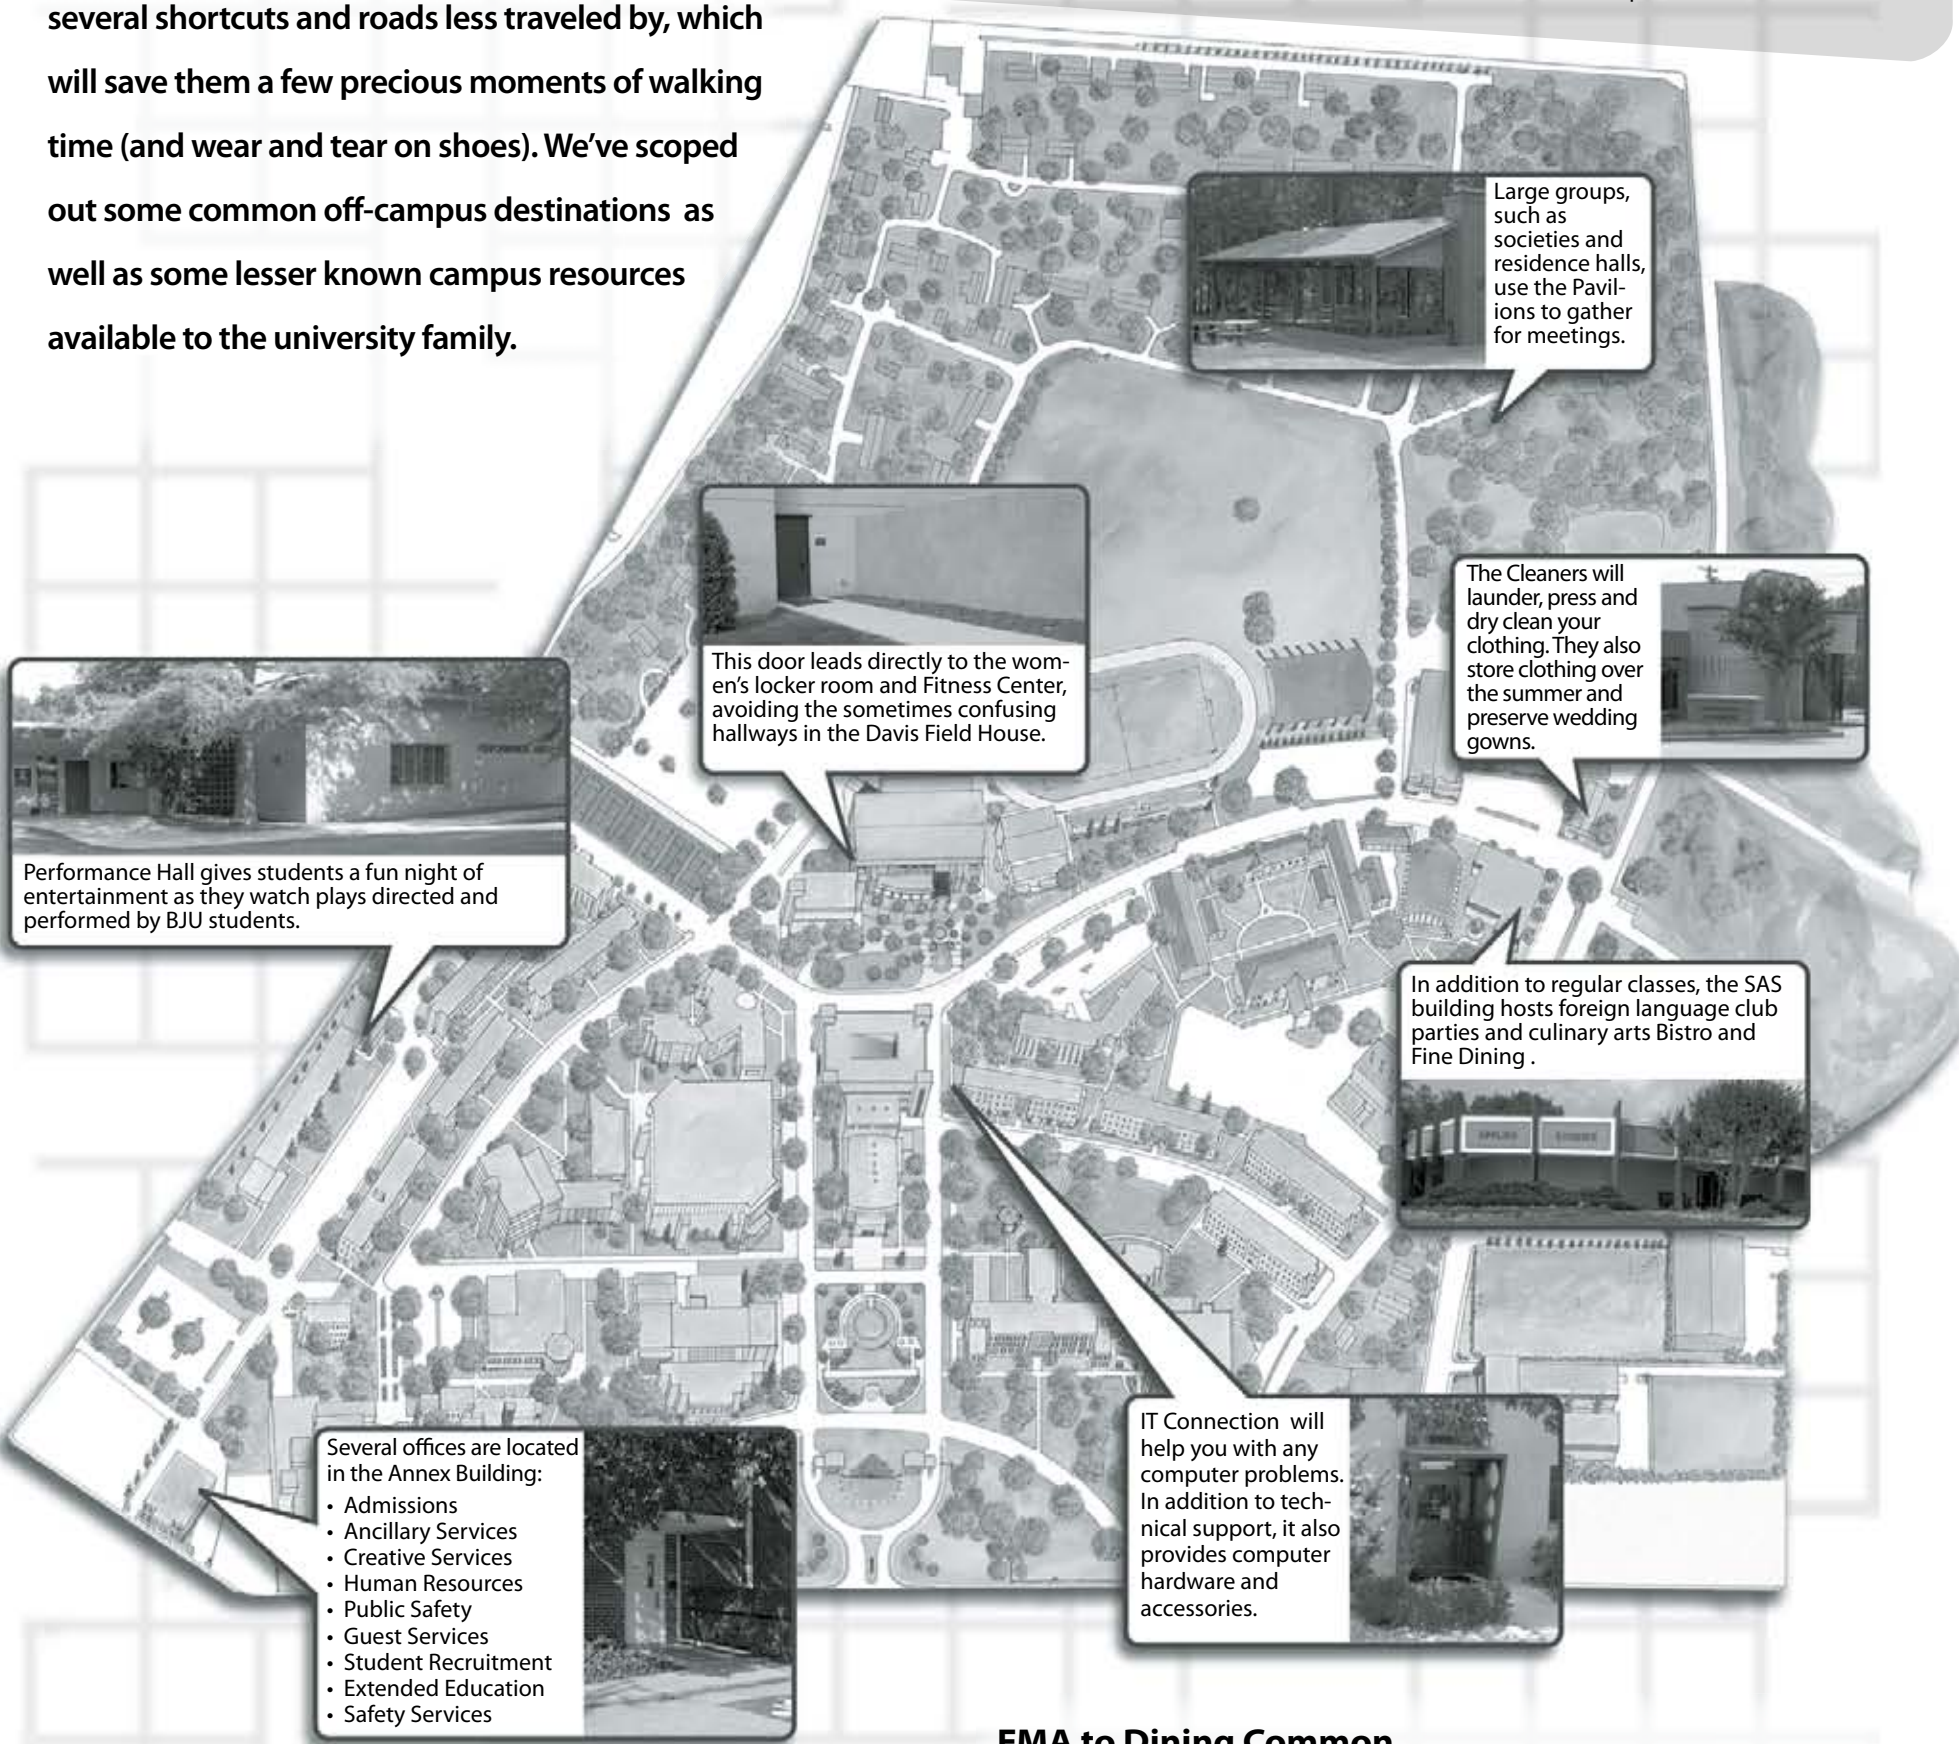 several shortcuts and roads less traveled by, which
will save them a few precious moments of walking
time (and wear and tear on shoes). We've scoped
out some common off-campus destinations as
well as some lesser known campus resources
available to the university family.
Large groups,
such as
societies and
residence halls,
use the Pavil-
ions to gather
for meetings.
This door leads directly to the wom-
en's locker room and Fitness Center,
avoiding the sometimes confusing
hallways in the Davis Field House.
The Cleaners will
launder, press and
dry clean your
clothing. They also
store clothing over
the summer and
preserve wedding
gowns.
Performance Hall gives students a fun night of
entertainment as they watch plays directed and
performed by BJU students.
In addition to regular classes, the SAS
building hosts foreign language club
parties and culinary arts Bistro and
Fine Dining .
APPLIED SCIENCE
IT Connection will
help you with any
computer problems.
In addition to tech-
nical support, it also
provides computer
hardware and
accessories.
Several offices are located
in the Annex Building:
• Admissions
• Ancillary Services
• Creative Services
• Human Resources
• Public Safety
• Guest Services
• Student Recruitment
• Extended Education
• Safety Services
FMA to Dining Common